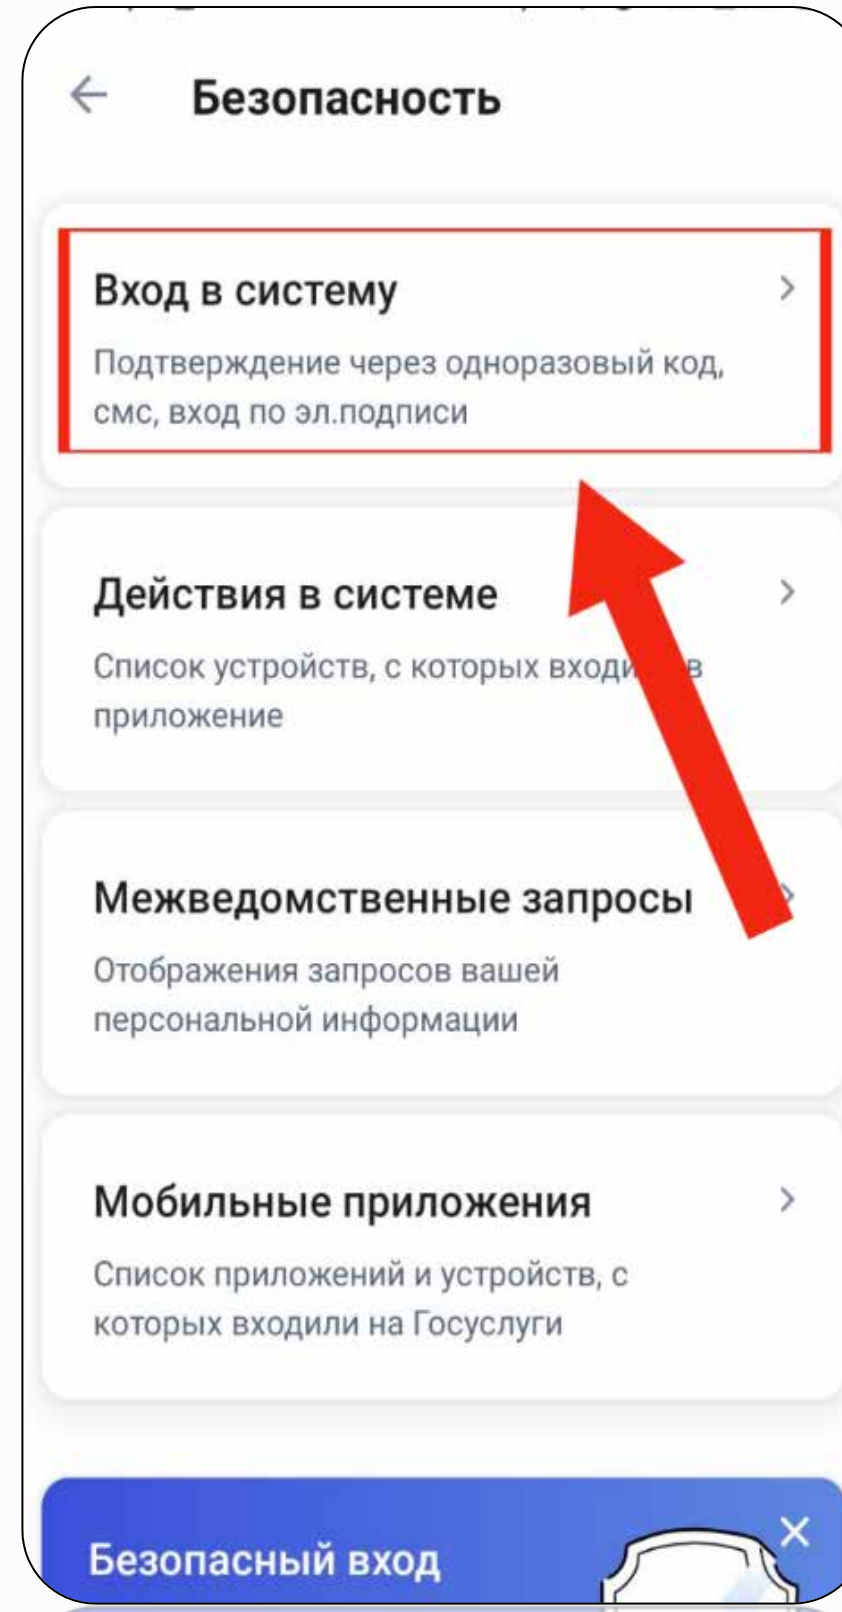 Безопасность
Вход в систему
Подтверждение через одноразовый код,
смс, вход по эл.подписи
Действия в системе
Список устройств, с которых в
приложение
Межведомственные запросы
Отображения запросов вашей
персональной информации
Мобильные приложения
Список приложений и устройств, с
которых входили на Госуслуги
Безопасный вход